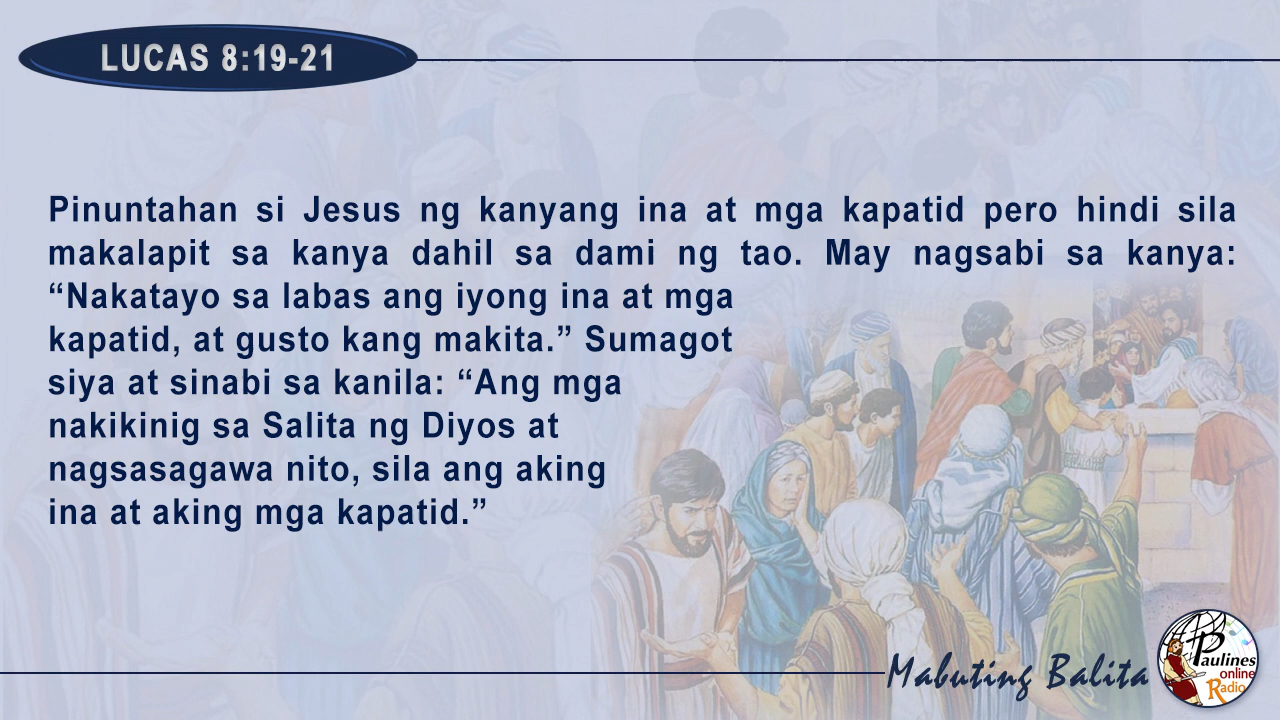 LUCAS 8:19-21
Pinuntahan si Jesus ng kanyang ina at mga kapatid pero hindi sila
makalapit sa kanya dahil sa dami ng tao. May nagsabi sa kanya:
“Nakatayo sa labas ang iyong ina at mga
kapatid, at gusto kang makita.” Sumagot
siya at sinabi sa kanila: “Ang mga
nakikinig sa Salita ng Diyos at
nagsasagawa nito, sila ang aking
ina at aking mga kapatid.”
Mabuting Balita
Paulines
online
Radio